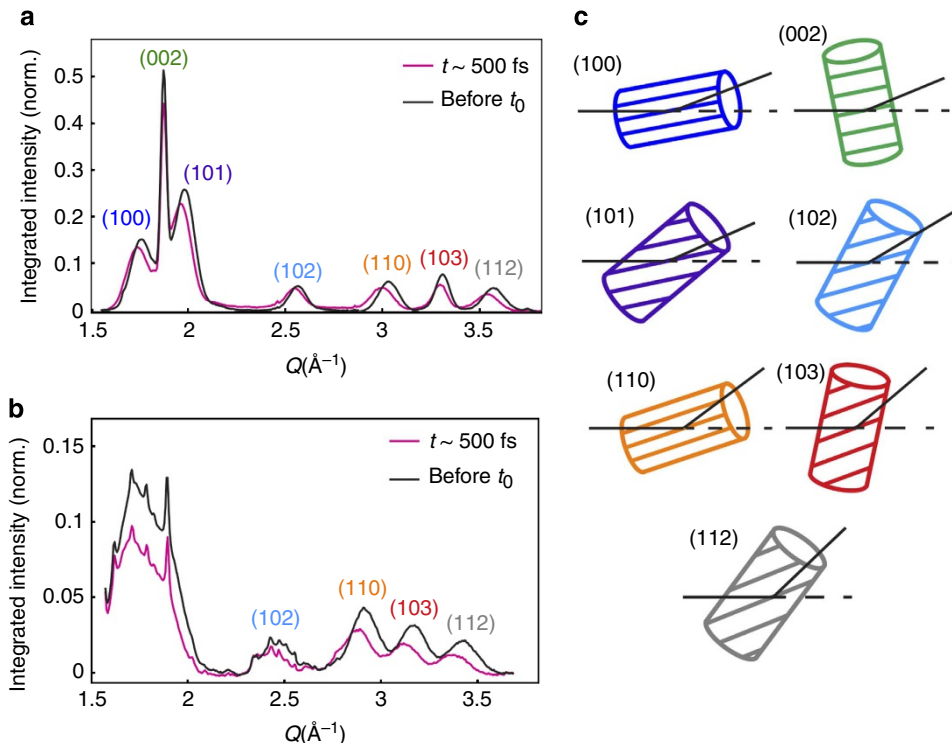 a
Integrated intensity (norm.)
0.5
0.4
0.3
0.2
0.1
0
(002)
(101)
(100)
(102)
(110)
(103)
(112)
t ~ 500 fs
Before t₀
1.5 2 2.5 3 3.5
Q(Å⁻¹)
b
Integrated intensity (norm.)
0.15
0.1
0.05
0
t ~ 500 fs
Before t₀
(102)
(110)
(103)
(112)
1.5 2 2.5 3 3.5
Q(Å⁻¹)
c
(100)
(002)
(101)
(102)
(110)
(103)
(112)